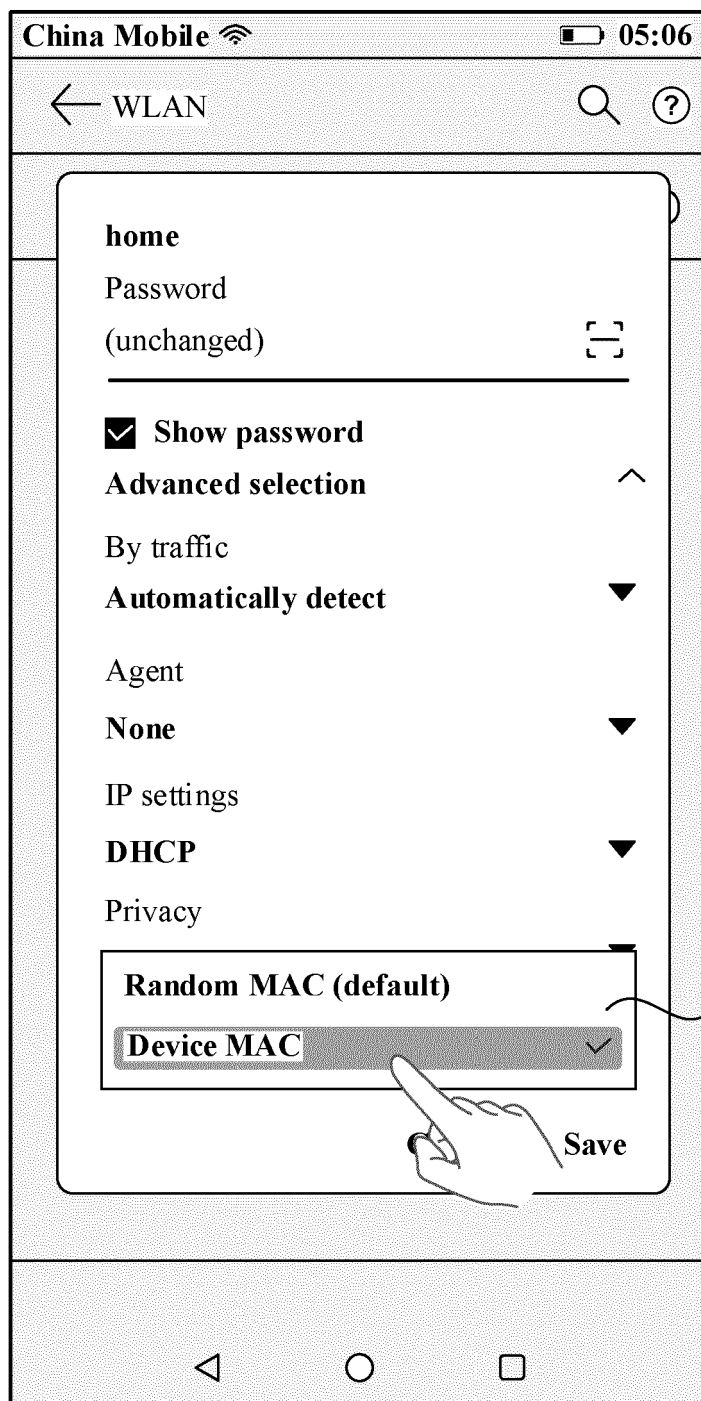 China Mobile 05:06
WLAN ?
home
Password
(unchanged)
Show password
Advanced selection
By traffic
Automatically detect
Agent
None
IP settings
DHCP
Privacy
Random MAC (default)
Device MAC
Save